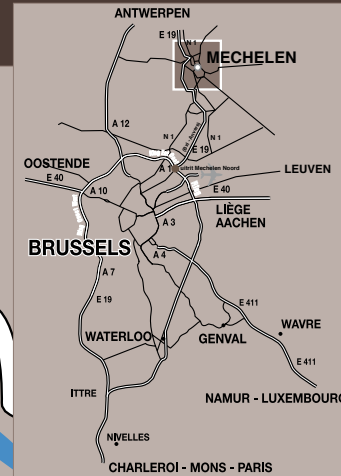 ANTWERPEN
E 19
N 1
MECHELEN
A 12
N 1
E 19
N 1
OOSTENDE
A 1
uitrit Mechelen Noord
LEUVEN
E 40
A 10
E 40
LIÈGE
AACHEN
A 3
BRUSSELS
A 4
A 7
E 19
E 411
WATERLOO
GENVAL
WAVRE
E 411
ITTRE
NAMUR - LUXEMBOURG
NIVELLES
CHARLEROI - MONS - PARIS